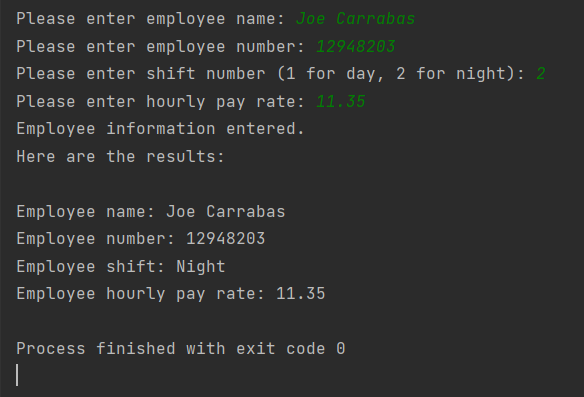 Please enter employee name: Joe Carrabas
Please enter employee number: 12948203
Please enter shift number (1 for day, 2 for night): 2
Please enter hourly pay rate: 11.35
Employee information entered.
Here are the results:
Employee name: Joe Carrabas
Employee number: 12948203
Employee shift: Night
Employee hourly pay rate: 11.35
Process finished with exit code 0